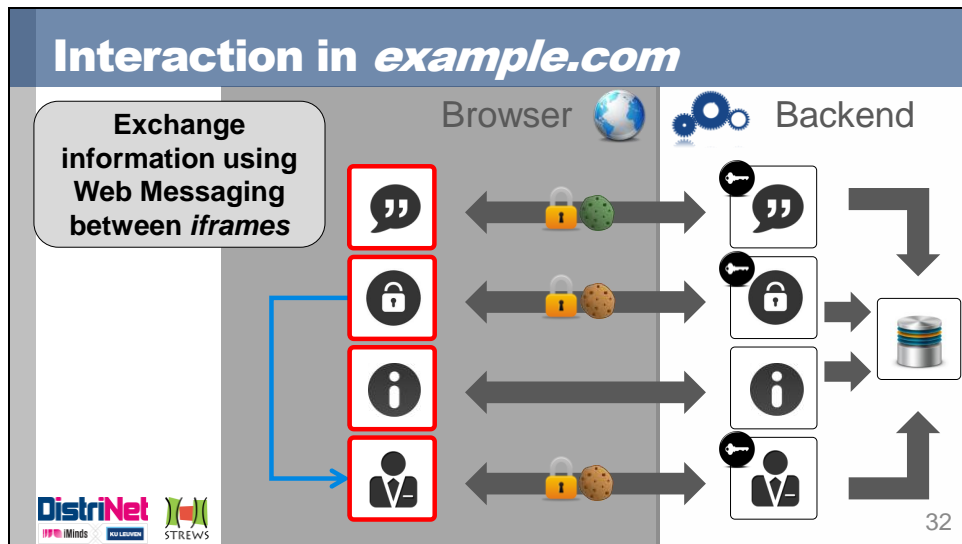 Interaction in example.com
Exchange
information using
Web Messaging
between iframes
Browser
Backend
DistriNet
iMinds
KU LEUVEN
STREWS
32